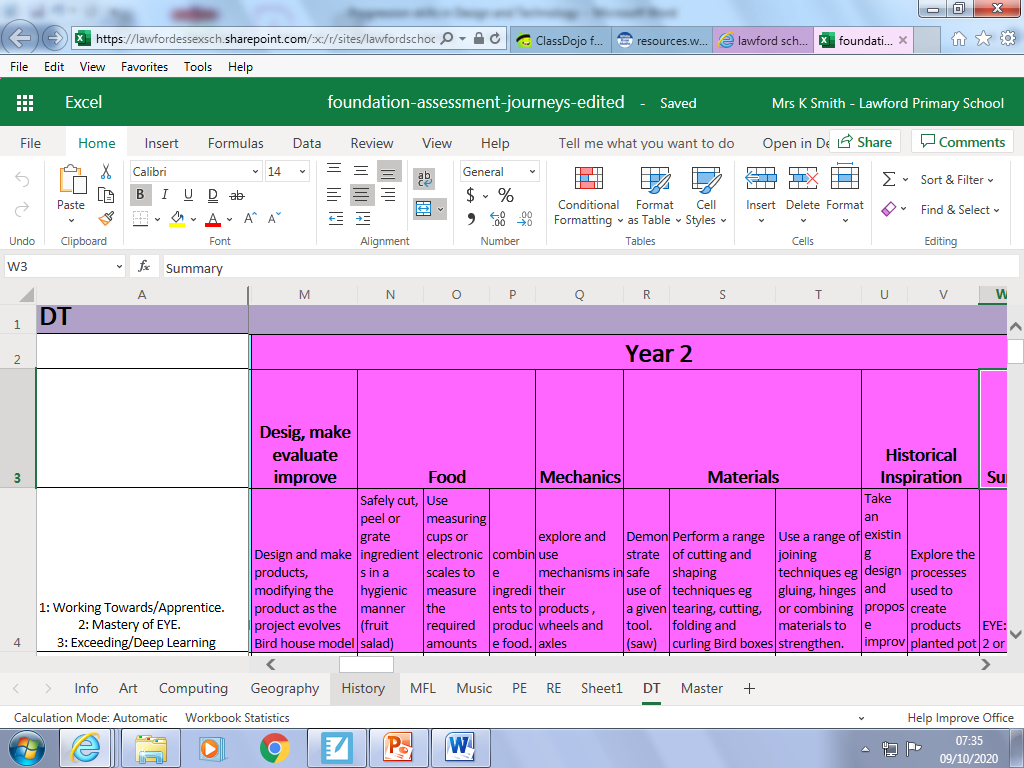 https://lawfordessexsch.sharepoint.com/:x:/r/sites/lawfordschoc
ClassDojo f...
resources.w...
lawford sch...
foundati...
File Edit View Favorites Tools Help
Excel
foundation-assessment-journeys-edited - Saved
Mrs K Smith - Lawford Primary School
File Home Insert Formulas Data Review View Help Tell me what you want to do Open in De Share Comments
Paste
Calibri 14
B I U D ab
A A
ab
General
$ %
Conditional Formatting
Format as Table
Cell Styles
Insert Delete Format
Sort & Filter
Find & Select
Undo Clipboard Font Alignment Number Tables Cells Editing
W3 fx Summary
A M N O P Q R S T U V W
1 DT
2 Year 2
3
Desig, make
evaluate
improve
Food
Mechanics
Materials
Historical
Inspiration
Su
4
1: Working Towards/Apprentice.
2: Mastery of EYE.
3: Exceeding/Deep Learning
Design and make
products,
modifying the
product as the
project evolves
Bird house model
Safely cut,
peel or
grate
ingredient
s in a
hygienic
manner
(fruit
salad)
Use
measuring
cups or
electronic
scales to
measure
the
required
amounts
combin
e
ingredi
ents to
produc
e food.
explore and
use
mechanisms in
their
products ,
wheels and
axles
Demon
strate
safe
use of
a given
tool.
(saw)
Perform a range
of cutting and
shaping
techniques eg
tearing, cutting,
folding and
curling Bird boxes
Use a range of
joining
techniques eg
gluing, hinges
or combining
materials to
strengthen.
Take
an
existin
g
design
and
propos
e
improv
Explore the
processes
used to
create
products
planted pot
EYE:
2 or
Info Art Computing Geography History MFL Music PE RE Sheet1 DT Master +
Calculation Mode: Automatic Workbook Statistics
Help Improve Office
07:35
09/10/2020